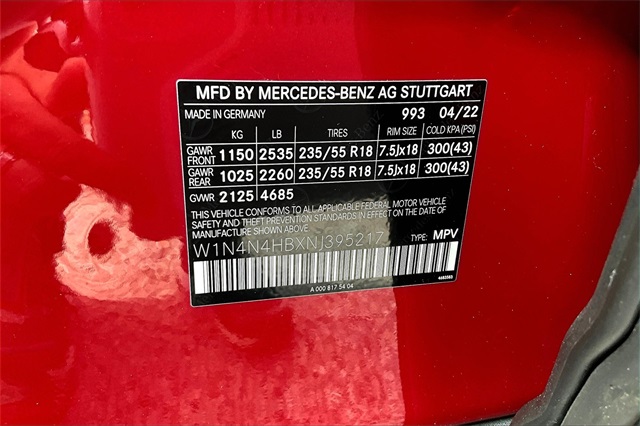 MFD BY MERCEDES-BENZ AG STUTTGART
MADE IN GERMANY 993 04/22
KG LB TIRES RIM SIZE COLD KPA (PSI)
GAWR FRONT 1150 2535 235/55 R18 7.5Jx18 300(43)
GAWR REAR 1025 2260 235/55 R18 7.5Jx18 300(43)
GVWR 2125 4685
THIS VEHICLE CONFORMS TO ALL APPLICABLE FEDERAL MOTOR VEHICLE
SAFETY AND THEFT PREVENTION STANDARDS IN EFFECT ON THE
DATE OF MANUFACTURE SHOWN ABOVE. TYPE: MPV
W1N4N4HBXNJ395217
A 000 817 54 04